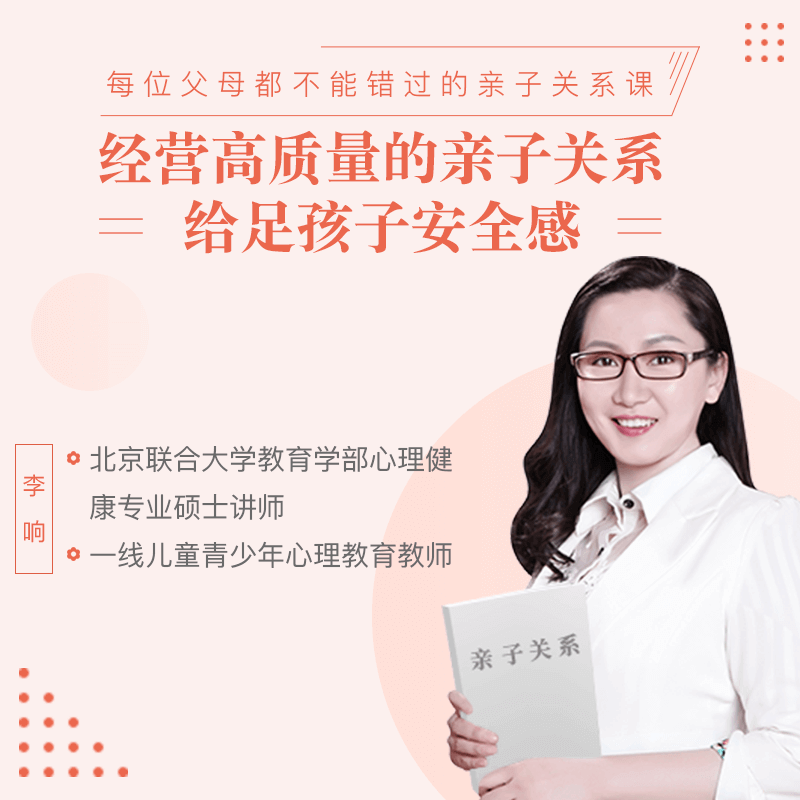 每位父母都不能错过的亲子关系课
经营高质量的亲子关系
给足孩子安全感
李响
北京联合大学教育学部心理健
康专业硕士讲师
一线儿童青少年心理教育教师
亲子关系